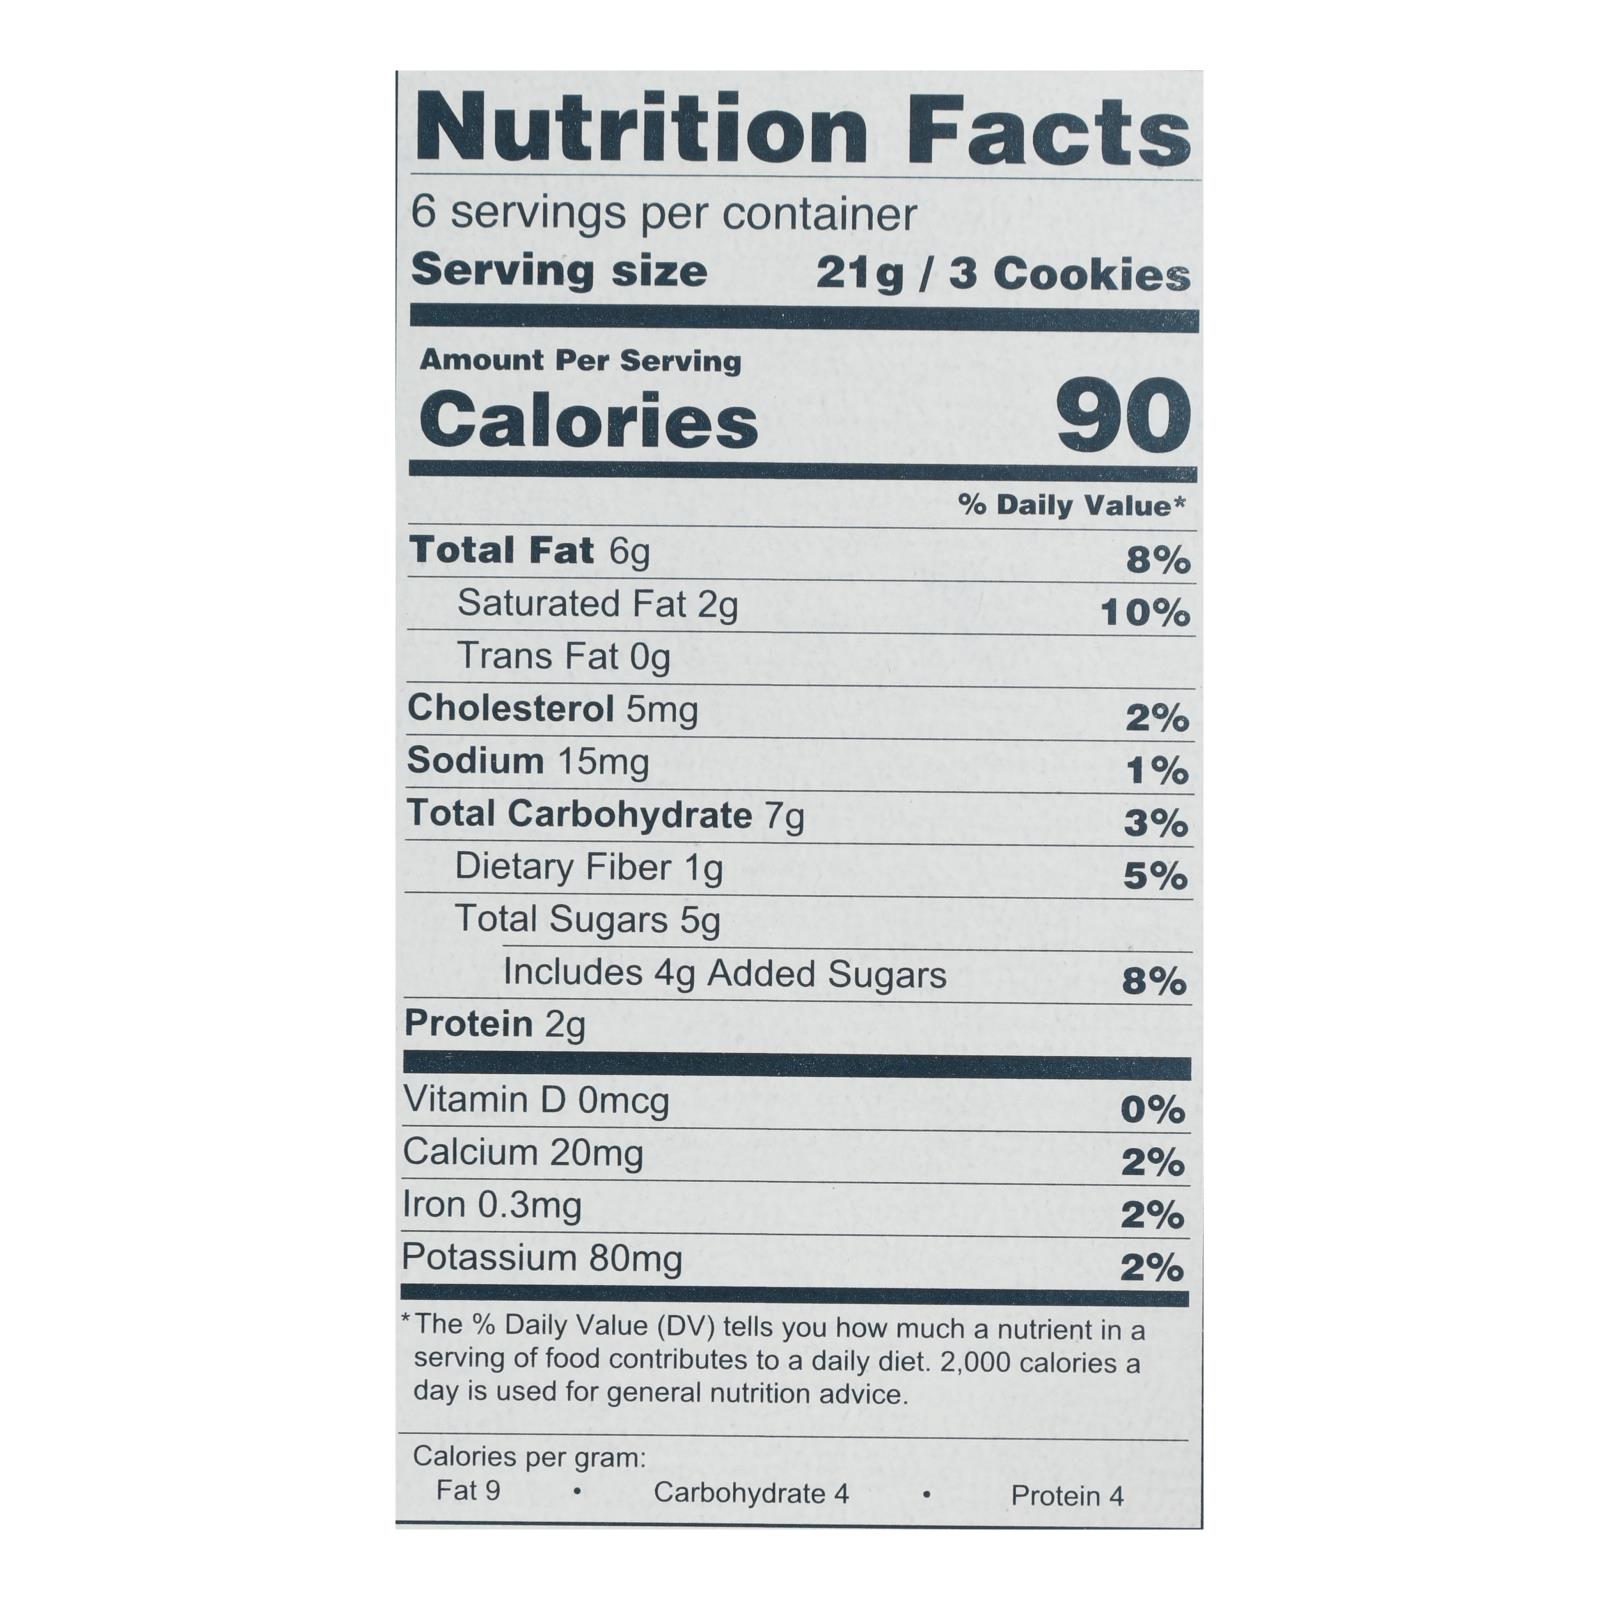 Nutrition Facts
6 servings per container
Serving size 21g / 3 Cookies
Amount Per Serving
Calories 90
% Daily Value*
Total Fat 6g 8%
Saturated Fat 2g 10%
Trans Fat 0g
Cholesterol 5mg 2%
Sodium 15mg 1%
Total Carbohydrate 7g 3%
Dietary Fiber 1g 5%
Total Sugars 5g
Includes 4g Added Sugars 8%
Protein 2g
Vitamin D 0mcg 0%
Calcium 20mg 2%
Iron 0.3mg 2%
Potassium 80mg 2%
*The % Daily Value (DV) tells you how much a nutrient in a
serving of food contributes to a daily diet. 2,000 calories a
day is used for general nutrition advice.
Calories per gram:
Fat 9 • Carbohydrate 4 • Protein 4